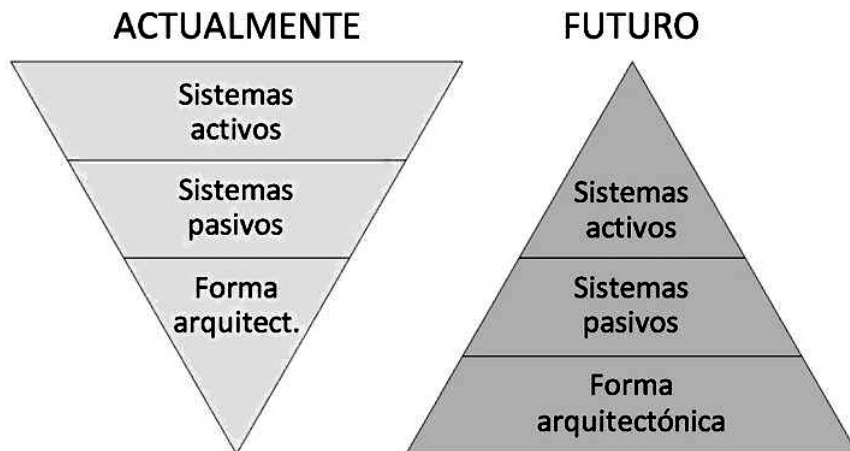 ACTUALMENTE
Sistemas
activos
Sistemas
pasivos
Forma
arquitect.
FUTURO
Sistemas
activos
Sistemas
pasivos
Forma
arquitectónica